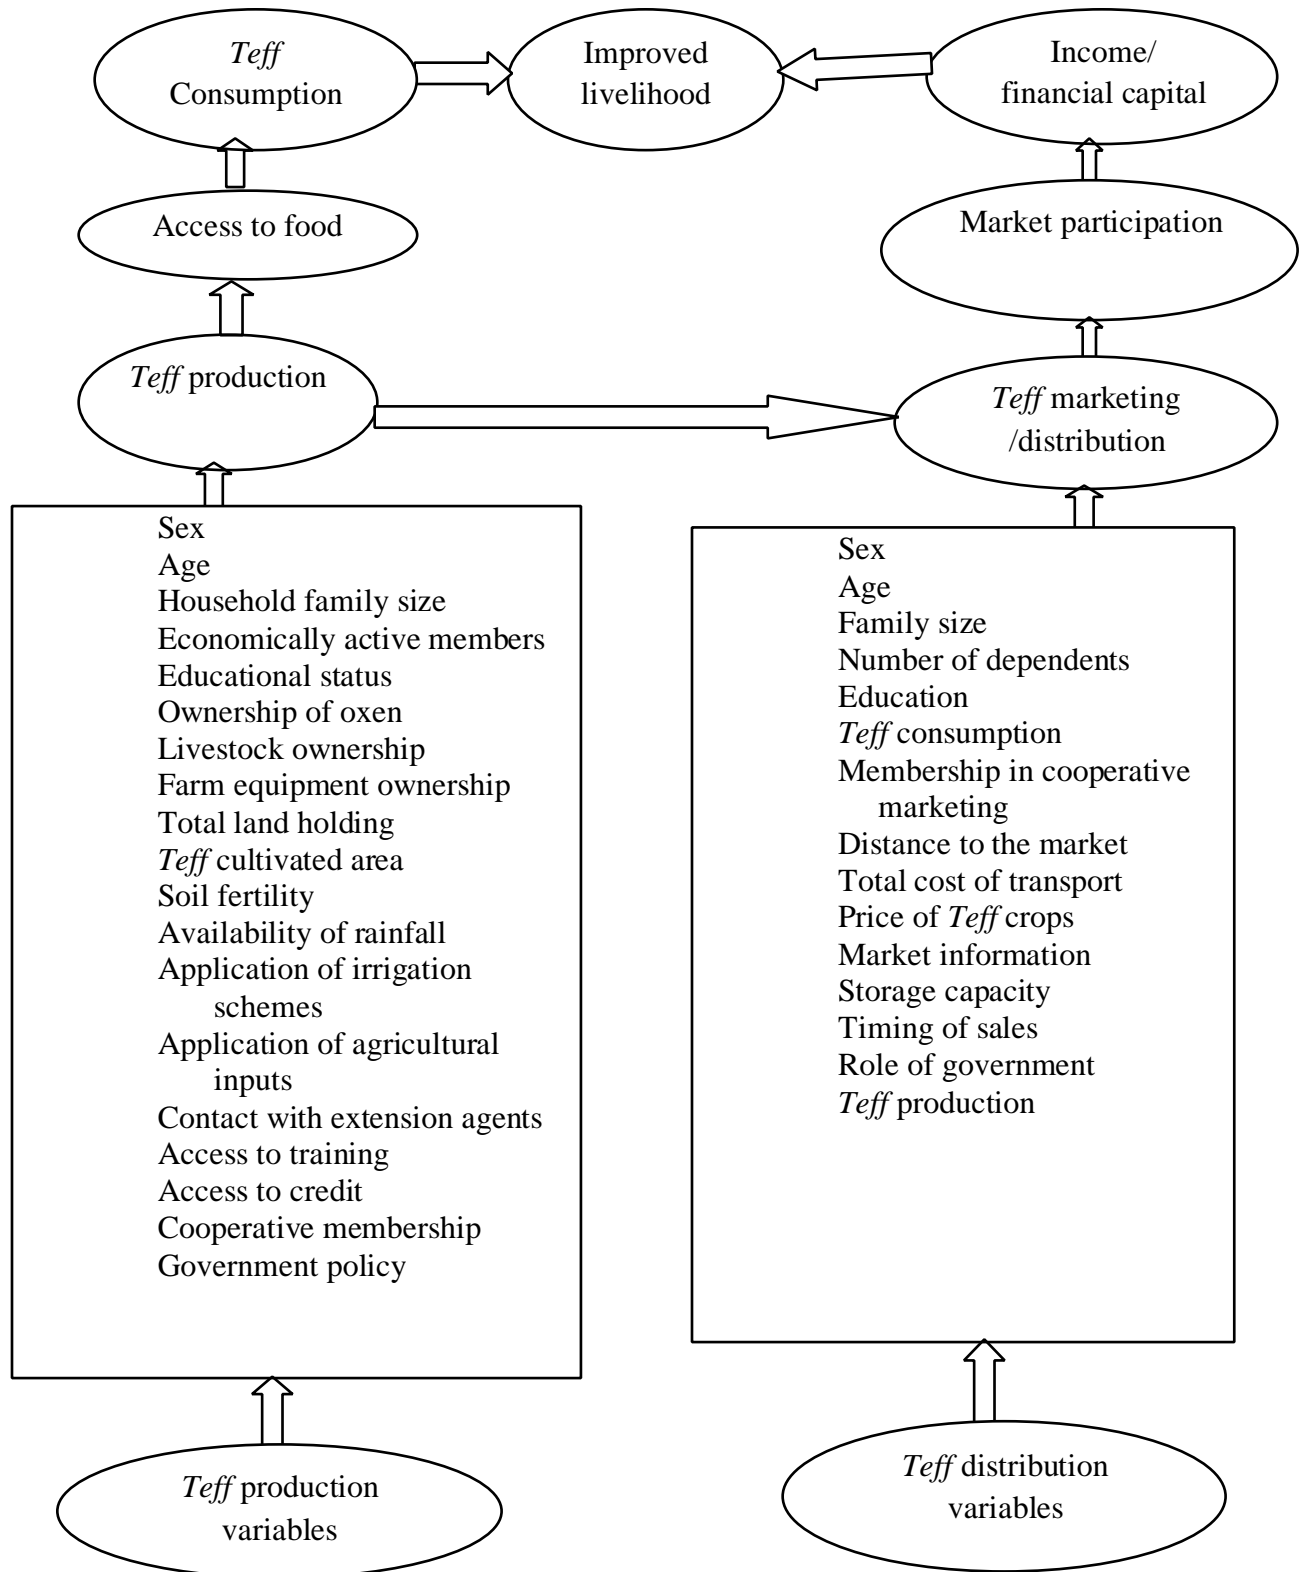 Teff
Consumption
Improved
livelihood
Income/
financial capital
Access to food
Market participation
Teff production
Teff marketing
/distribution
Sex
Age
Household family size
Economically active members
Educational status
Ownership of oxen
Livestock ownership
Farm equipment ownership
Total land holding
Teff cultivated area
Soil fertility
Availability of rainfall
Application of irrigation
schemes
Application of agricultural
inputs
Contact with extension agents
Access to training
Access to credit
Cooperative membership
Government policy
Sex
Age
Family size
Number of dependents
Education
Teff consumption
Membership in cooperative
marketing
Distance to the market
Total cost of transport
Price of Teff crops
Market information
Storage capacity
Timing of sales
Role of government
Teff production
Teff production
variables
Teff distribution
variables